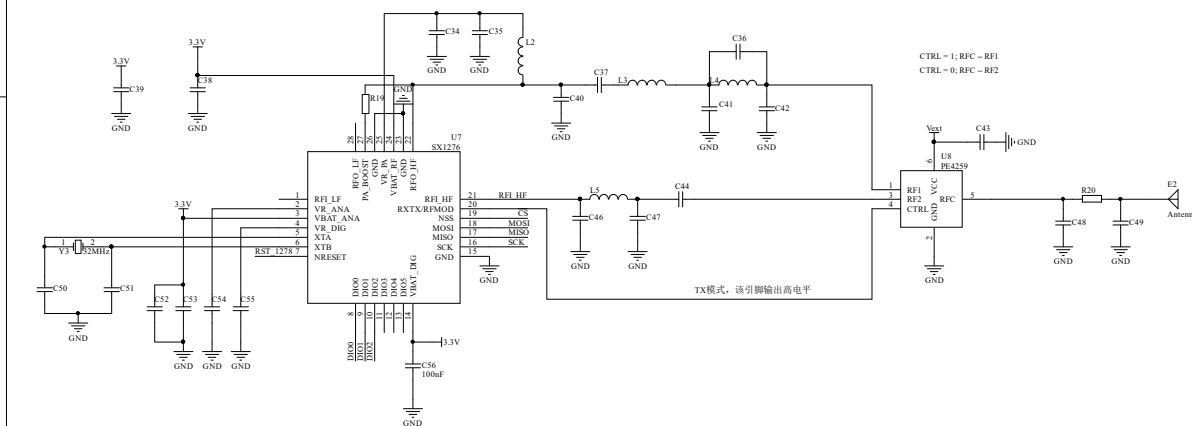 C34
C35
L2
C36
CTRL = 1; RFC – RF1
CTRL = 0; RFC – RF2
3.3V
3.3V
GND
GND
C37
L3
L4
C39
C38
GND
R19
C40
C41
C42
GND
GND
GND
GND
GND
Vext
C43
GND
28
27
26
25
24
23
22
U7
SX1276
RFO_LF
PA_BOOST
GND
VR_PA
VBAT_RF
GND
RFO_HF
6
U8
PE4259
VCC
1
RFI_LF
RFI_HF
21
RFI_HF
L5
C44
1
RF1
2
VR_ANA
RXTX/RFMOD
20
3
RF2
RFC
5
R20
E2
3.3V
3
VBAT_ANA
NSS
19
CS
4
CTRL
4
VR_DIG
MOSI
18
MOSI
C46
C47
GND
C48
C49
Antenn
5
XTA
MISO
17
MISO
2
1
2
6
XTB
SCK
16
SCK
Y3
32MHz
RST_1278
7
NRESET
GND
15
GND
GND
GND
GND
GND
GND
GND
DIO0
DIO1
DIO2
DIO3
DIO4
DIO5
VBAT_DIG
C50
C51
C52
C53
C54
C55
TX模式，该引脚输出高电平
8
9
10
11
12
13
14
GND
3.3V
DIO0
DIO1
DIO2
GND
GND
GND
C56
100nF
GND